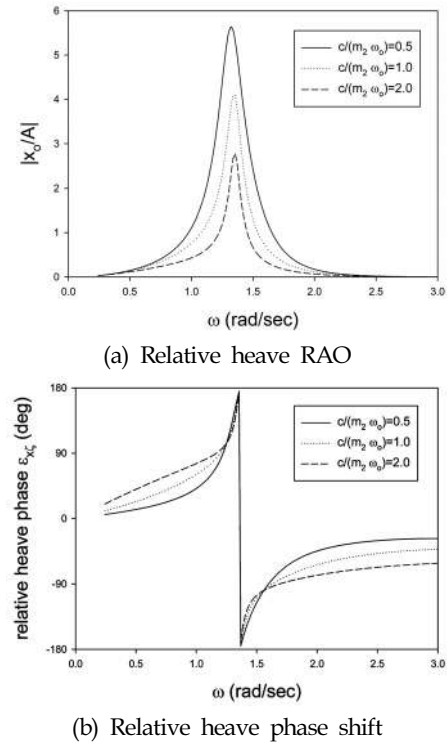 6
5
4
3
2
1
0
|x₀/A|
c/(m₂ ω₀)=0.5
c/(m₂ ω₀)=1.0
c/(m₂ ω₀)=2.0
0.0 0.5 1.0 1.5 2.0 2.5 3.0
ω (rad/sec)
(a) Relative heave RAO
180
90
0
-90
-180
relative heave phase εxζ (deg)
c/(m₂ ω₀)=0.5
c/(m₂ ω₀)=1.0
c/(m₂ ω₀)=2.0
0.0 0.5 1.0 1.5 2.0 2.5 3.0
ω (rad/sec)
(b) Relative heave phase shift